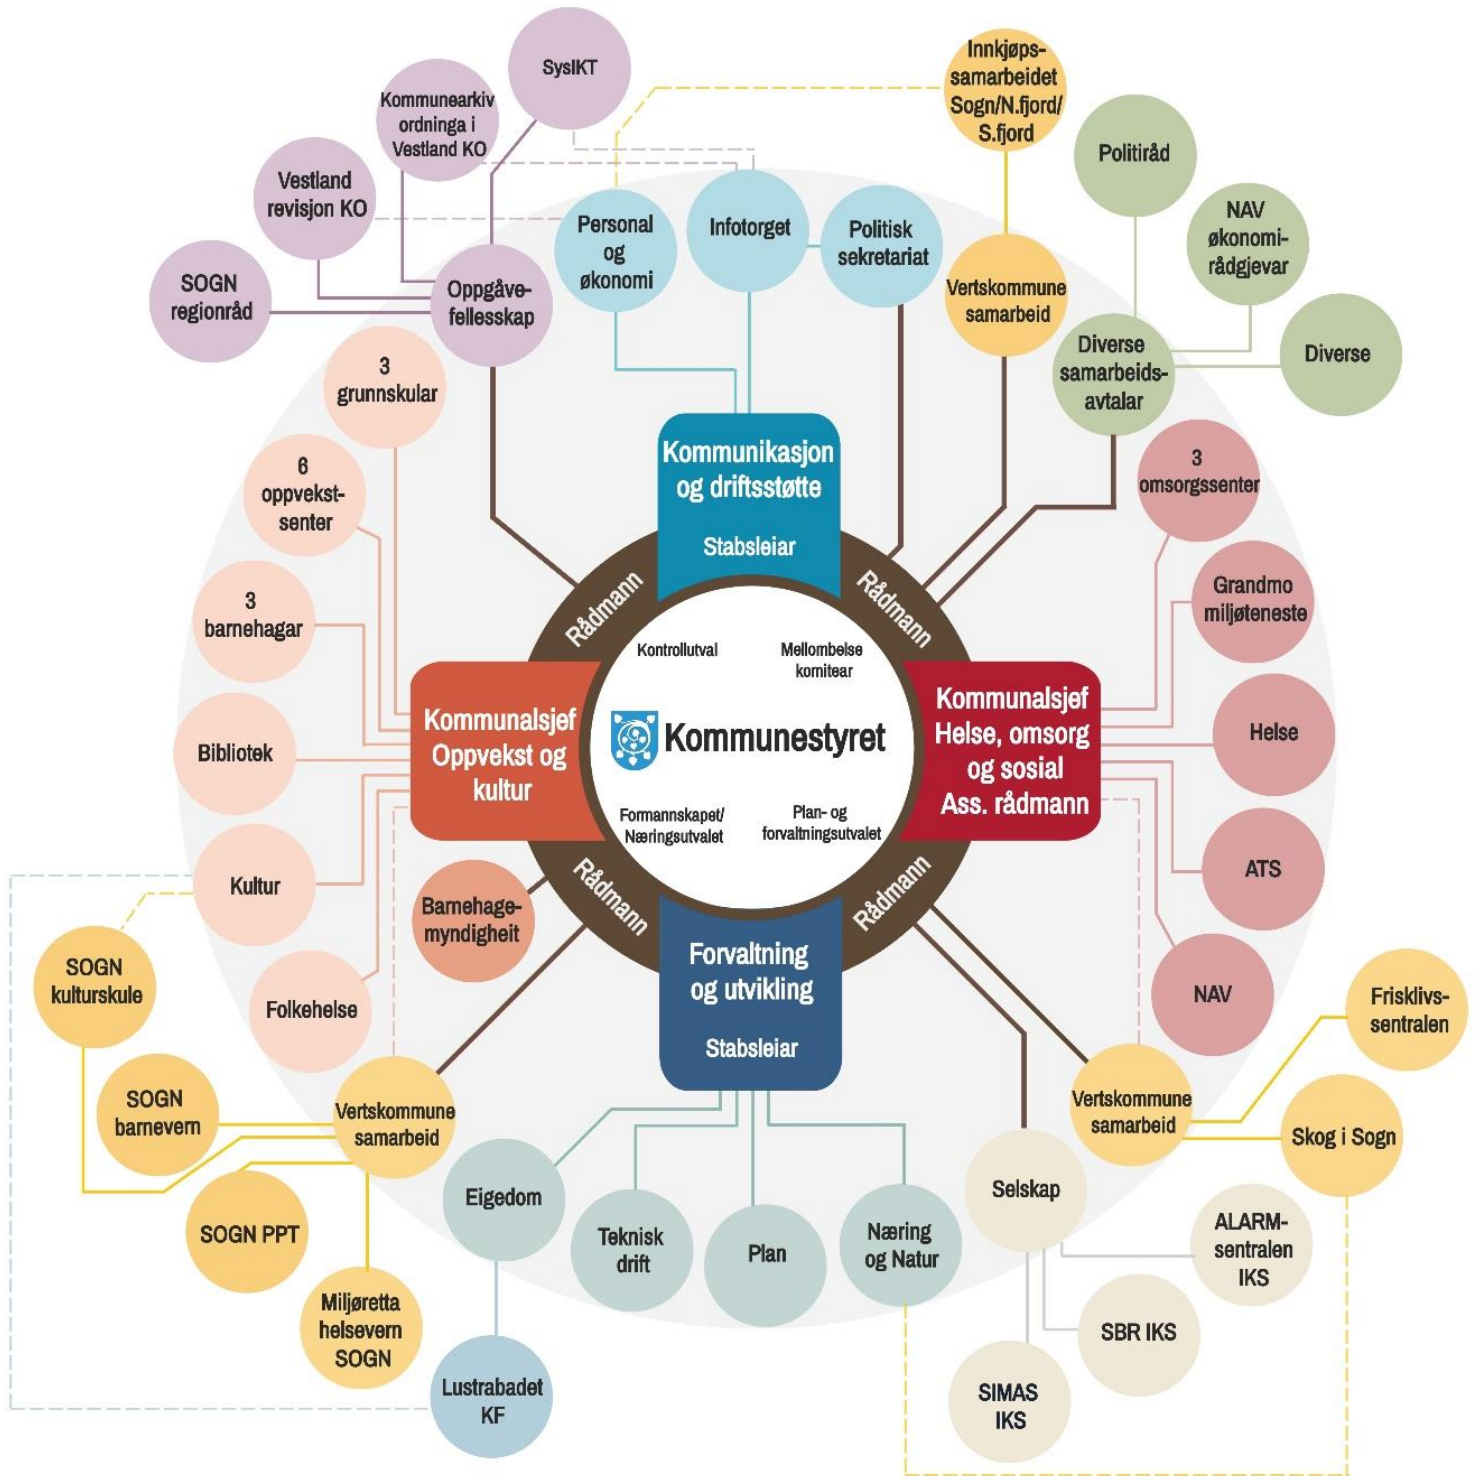 SysIKT
Kommunearkiv
ordninga i
Vestland KO
Vestland
revisjon KO
SOGN
regionråd
Oppgåve-
fellesskap
Personal
og
økonomi
Infotorget
Politisk
sekretariat
Innkjøps-
samarbeidet
Sogn/N.fjord/
S.fjord
Vertskommune
samarbeid
Politiråd
NAV
økonomi-
rådgjevar
Diverse
Diverse
samarbeids-
avtalar
3
grunnskular
6
oppvekst-
senter
3
barnehagar
Bibliotek
Kultur
Folkehelse
Kommunikasjon
og driftsstøtte
Stabsleiar
Rådmann
Rådmann
Kontrollutval
Mellombelse
komitear
Kommunestyret
Formannskapet/
Næringsutvalet
Plan- og
forvaltningsutvalet
Kommunalsjef
Oppvekst og
kultur
Kommunalsjef
Helse, omsorg
og sosial
Ass. rådmann
3
omsorgssenter
Grandmo
miljøteneste
Helse
ATS
NAV
Rådmann
Rådmann
Barnehage-
myndigheit
Forvaltning
og utvikling
Stabsleiar
SOGN
kulturskule
SOGN
barnevern
Vertskommune
samarbeid
SOGN PPT
Miljøretta
helsevern
SOGN
Eigedom
Teknisk
drift
Plan
Næring
og Natur
Lustrabadet
KF
Selskap
Vertskommune
samarbeid
Frisklivs-
sentralen
Skog i Sogn
ALARM-
sentralen
IKS
SBR IKS
SIMAS
IKS